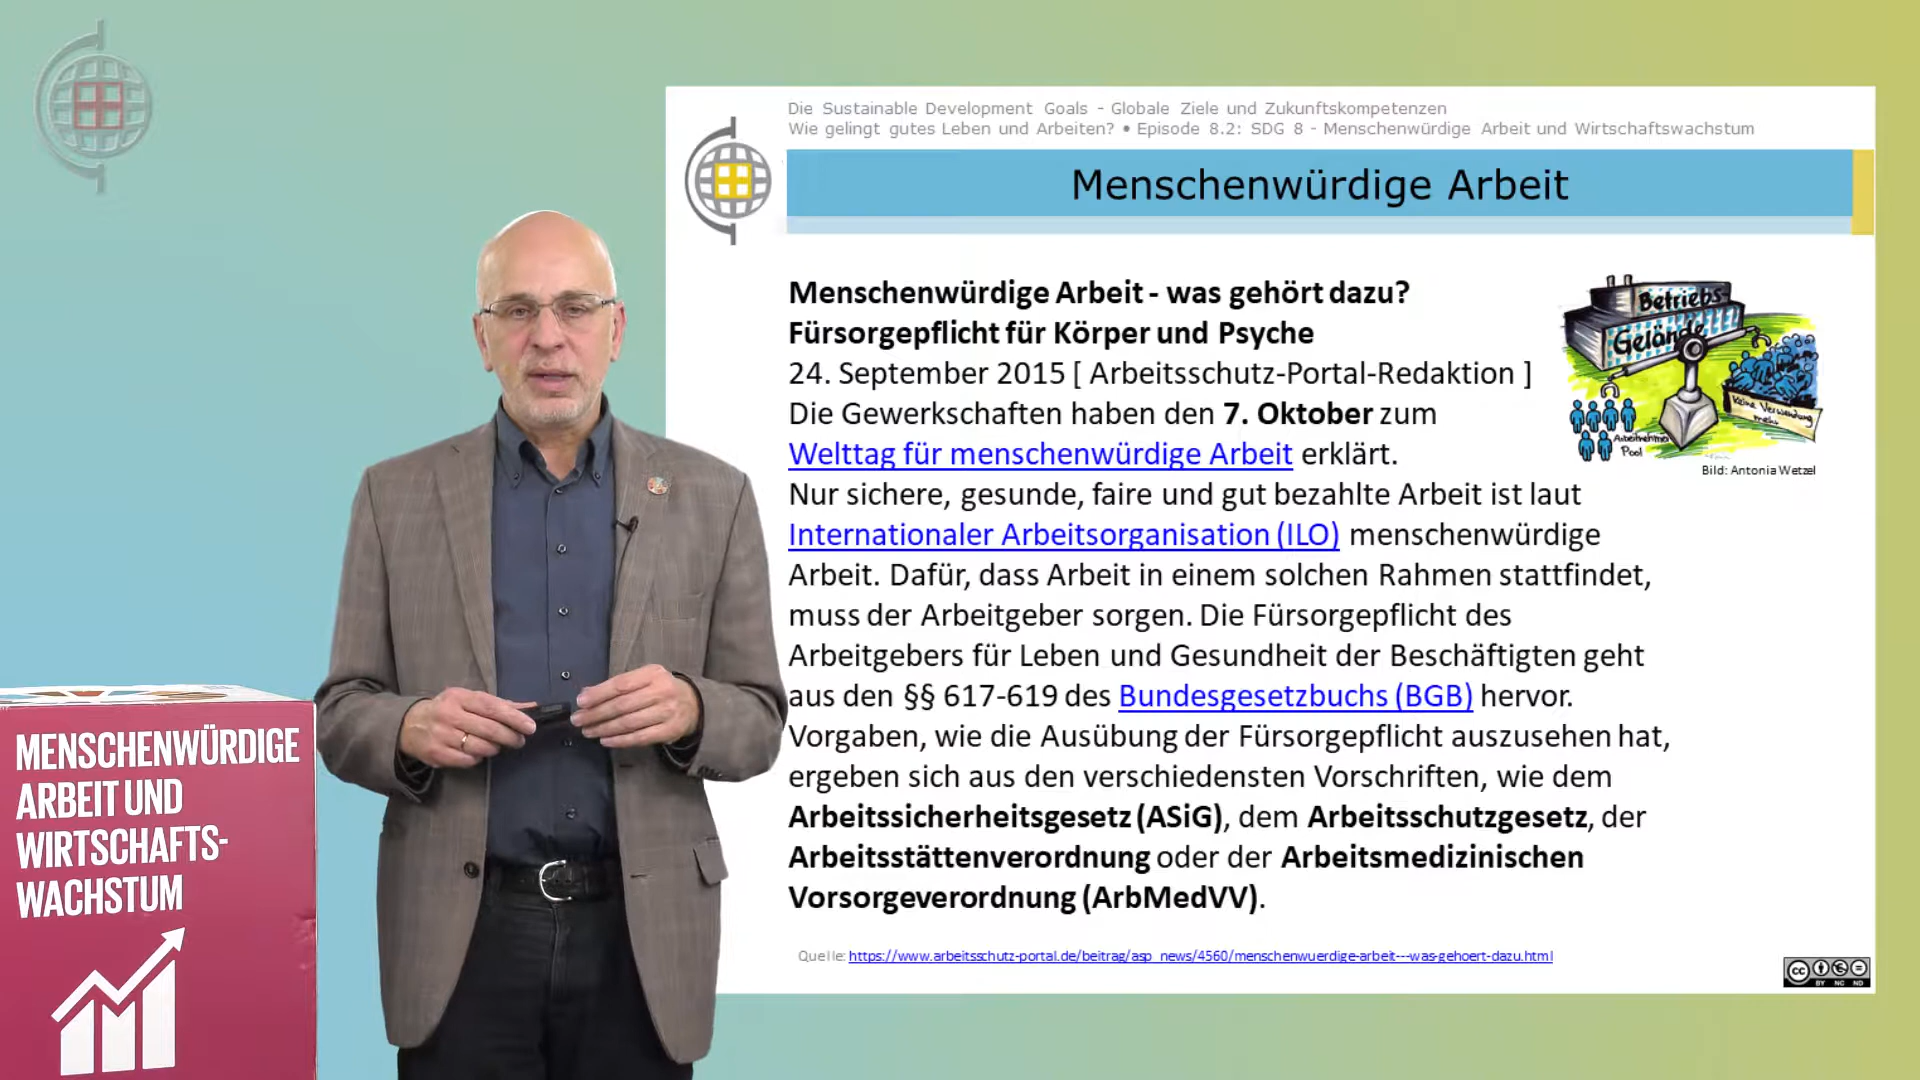 Die Sustainable Development Goals - Globale Ziele und Zukunftskompetenzen
Wie gelingt gutes Leben und Arbeiten? • Episode 8.2: SDG 8 - Menschenwürdige Arbeit und Wirtschaftswachstum
Menschenwürdige Arbeit
Menschenwürdige Arbeit - was gehört dazu?
Fürsorgepflicht für Körper und Psyche
24. September 2015 [ Arbeitsschutz-Portal-Redaktion ]
Die Gewerkschaften haben den 7. Oktober zum
Welttag für menschenwürdige Arbeit erklärt.
Nur sichere, gesunde, faire und gut bezahlte Arbeit ist laut
Internationaler Arbeitsorganisation (ILO) menschenwürdige
Arbeit. Dafür, dass Arbeit in einem solchen Rahmen stattfindet,
muss der Arbeitgeber sorgen. Die Fürsorgepflicht des
Arbeitgebers für Leben und Gesundheit der Beschäftigten geht
aus den §§ 617-619 des Bundesgesetzbuchs (BGB) hervor.
Vorgaben, wie die Ausübung der Fürsorgepflicht auszusehen hat,
ergeben sich aus den verschiedensten Vorschriften, wie dem
Arbeitssicherheitsgesetz (ASiG), dem Arbeitsschutzgesetz, der
Arbeitsstättenverordnung oder der Arbeitsmedizinischen
Vorsorgeverordnung (ArbMedVV).
Betriebs-
Gelände
Keine Verwendung
mehr
Arbeitnehmer
Pool
Bild: Antonia Wetzel
Quelle: https://www.arbeitsschutz-portal.de/beitrag/asp_news/4560/menschenwuerdige-arbeit---was-gehoert-dazu.html
cc
BY NC ND
MENSCHENWÜRDIGE
ARBEIT UND
WIRTSCHAFTS-
WACHSTUM